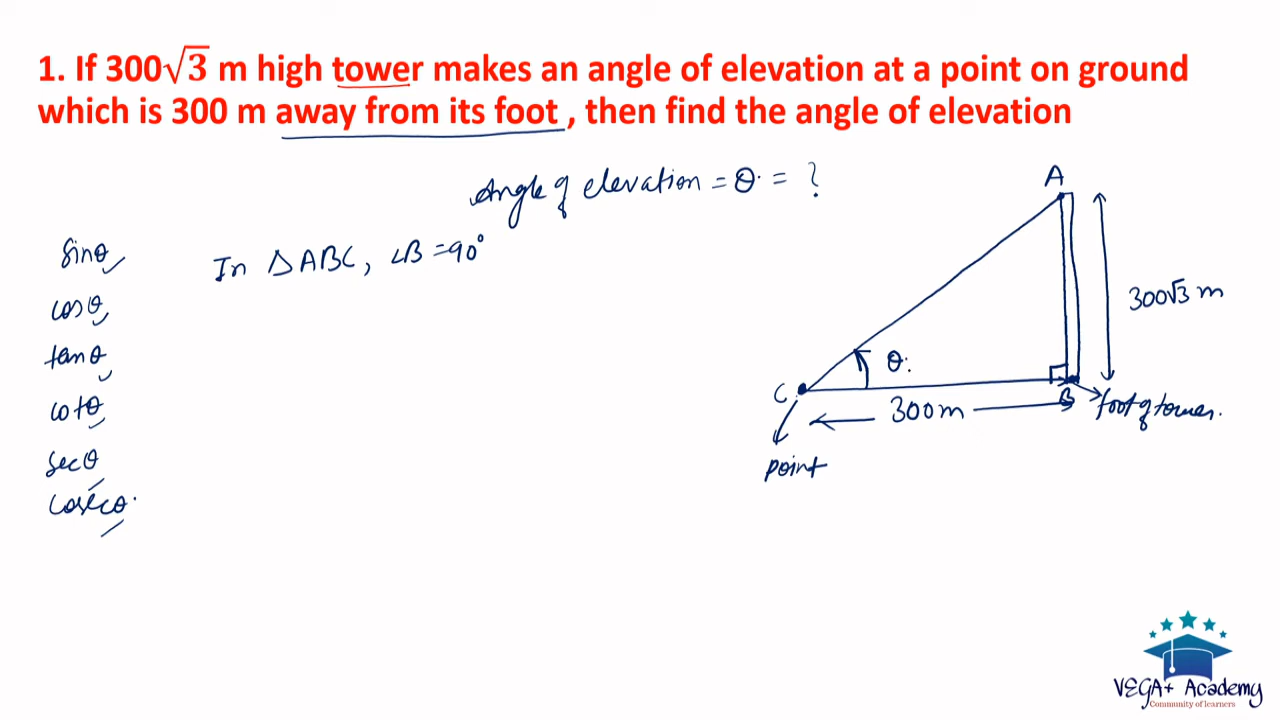 1. If 300√3 m high tower makes an angle of elevation at a point on ground
which is 300 m away from its foot , then find the angle of elevation
Angle of elevation = θ = ?
A
sinθ
In △ABC, ∠B =90°
cosθ
300√3 m
tanθ
θ
C
B
foot of tower.
cotθ
300m
secθ
point
cosecθ
VEGA+ Academy
Community of learners